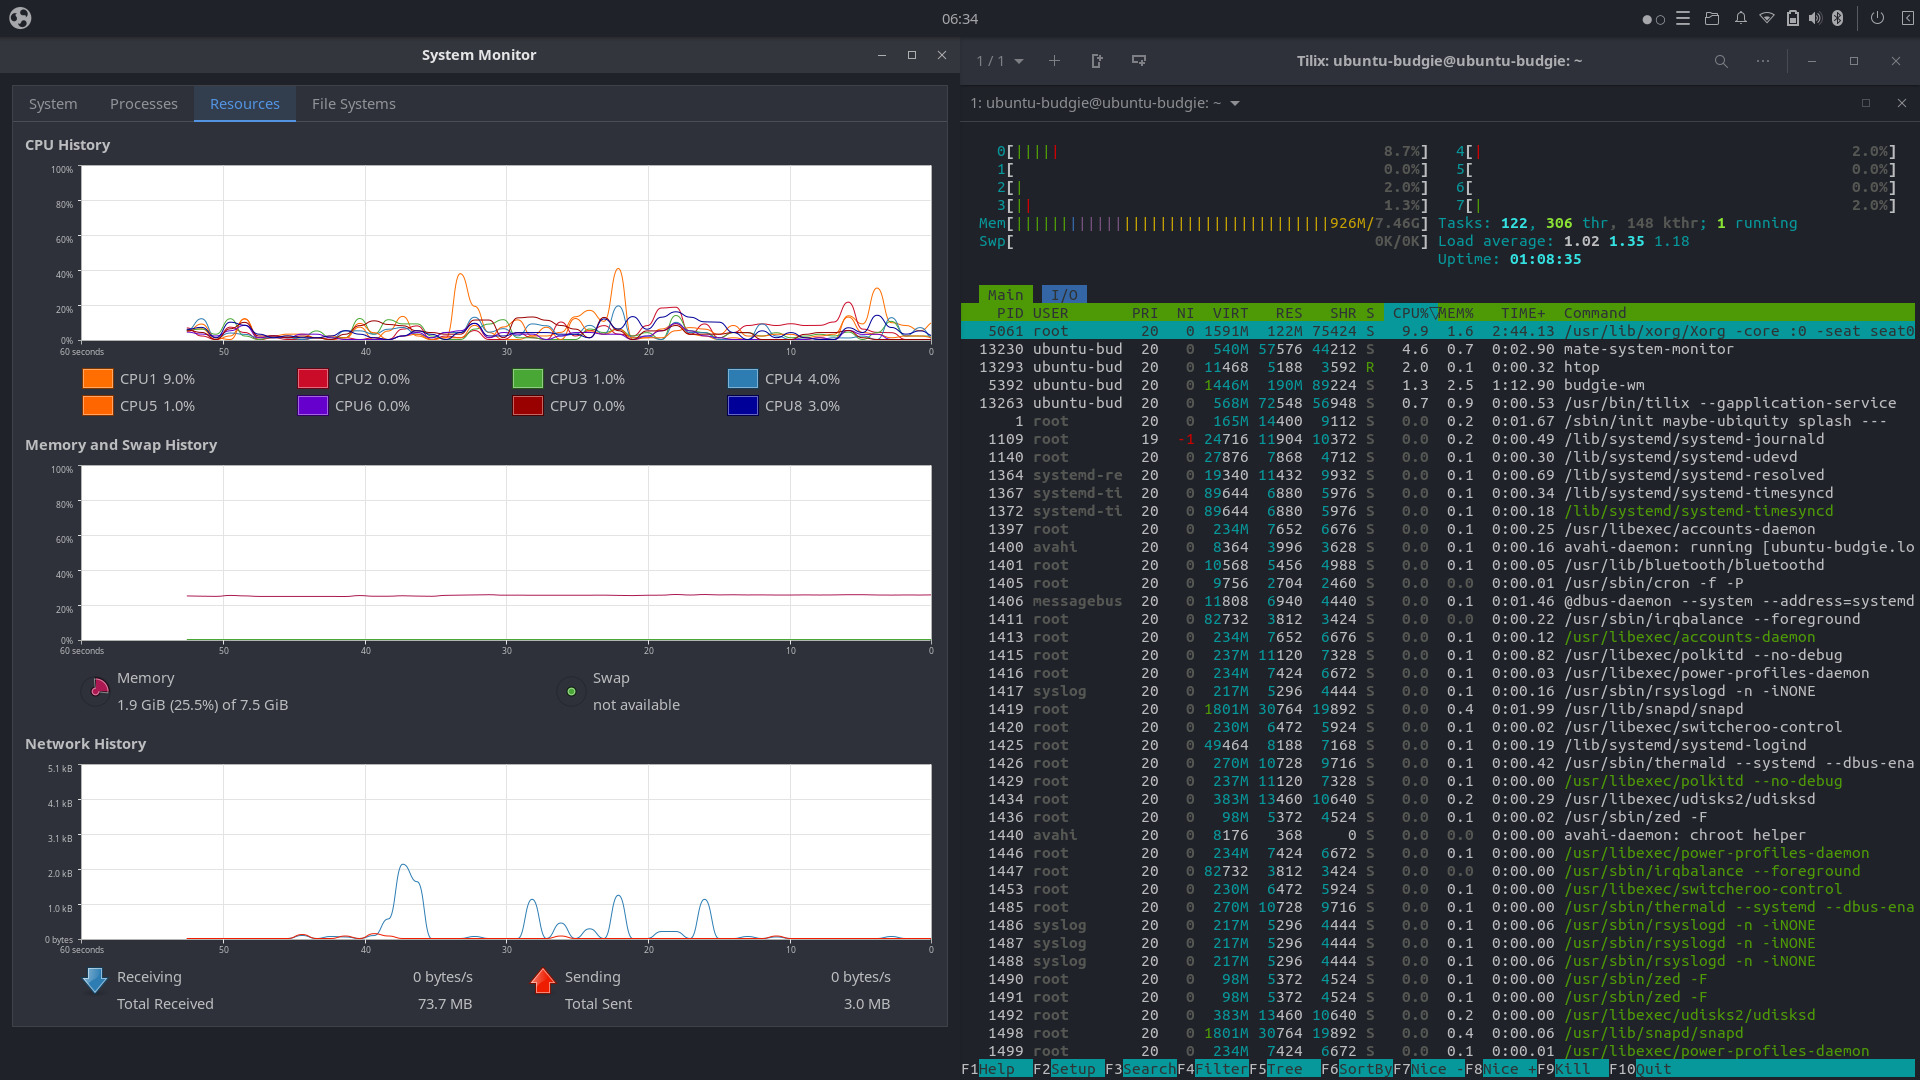 06:34
System Monitor
System Processes Resources File Systems
CPU History
100%
80%
60%
40%
20%
0%
60 seconds 50 40 30 20 10 0
CPU1 9.0% CPU2 0.0% CPU3 1.0% CPU4 4.0%
CPU5 1.0% CPU6 0.0% CPU7 0.0% CPU8 3.0%
Memory and Swap History
100%
80%
60%
40%
20%
0%
60 seconds 50 40 30 20 10 0
Memory
1.9 GiB (25.5%) of 7.5 GiB
Swap
not available
Network History
5.1 kB
4.1 kB
3.1 kB
2.0 kB
1.0 kB
0 bytes
60 seconds 50 40 30 20 10 0
Receiving 0 bytes/s Sending 0 bytes/s
Total Received 73.7 MB Total Sent 3.0 MB
1 / 1 Tilix: ubuntu-budgie@ubuntu-budgie: ~
1: ubuntu-budgie@ubuntu-budgie: ~
0[||||| 8.7%] 4[| 2.0%]
1[ 0.0%] 5[ 0.0%]
2[| 2.0%] 6[ 0.0%]
3[|| 1.3%] 7[| 2.0%]
Mem[|||||||||||||||||||||||||||||||||||926M/7.46G] Tasks: 122, 306 thr, 148 kthr; 1 running
Swp[ 0K/0K] Load average: 1.02 1.35 1.18
Uptime: 01:08:35
Main I/O
PID USER PRI NI VIRT RES SHR S CPU%▽MEM% TIME+ Command
5061 root 20 0 1591M 122M 75424 S 9.9 1.6 2:44.13 /usr/lib/xorg/Xorg -core :0 -seat seat0
13230 ubuntu-bud 20 0 540M 57576 44212 S 4.6 0.7 0:02.90 mate-system-monitor
13293 ubuntu-bud 20 0 11468 5188 3592 R 2.0 0.1 0:00.32 htop
5392 ubuntu-bud 20 0 1446M 190M 89224 S 1.3 2.5 1:12.90 budgie-wm
13263 ubuntu-bud 20 0 568M 72548 56948 S 0.7 0.9 0:00.53 /usr/bin/tilix --gapplication-service
1 root 20 0 165M 14400 9112 S 0.0 0.2 0:01.67 /sbin/init maybe-ubiquity splash ---
1109 root 19 -1 24716 11904 10372 S 0.0 0.2 0:00.49 /lib/systemd/systemd-journald
1140 root 20 0 27876 7868 4712 S 0.0 0.1 0:00.30 /lib/systemd/systemd-udevd
1364 systemd-re 20 0 19340 11432 9932 S 0.0 0.1 0:00.69 /lib/systemd/systemd-resolved
1367 systemd-ti 20 0 89644 6880 5976 S 0.0 0.1 0:00.34 /lib/systemd/systemd-timesyncd
1372 systemd-ti 20 0 89644 6880 5976 S 0.0 0.1 0:00.18 /lib/systemd/systemd-timesyncd
1397 root 20 0 234M 7652 6676 S 0.0 0.1 0:00.25 /usr/libexec/accounts-daemon
1400 avahi 20 0 8364 3996 3628 S 0.0 0.1 0:00.16 avahi-daemon: running [ubuntu-budgie.lo
1401 root 20 0 10568 5456 4988 S 0.0 0.1 0:00.05 /usr/lib/bluetooth/bluetoothd
1405 root 20 0 9756 2704 2460 S 0.0 0.0 0:00.01 /usr/sbin/cron -f -P
1406 messagebus 20 0 11808 6940 4440 S 0.0 0.1 0:01.46 @dbus-daemon --system --address=systemd
1411 root 20 0 82732 3812 3424 S 0.0 0.0 0:00.22 /usr/sbin/irqbalance --foreground
1413 root 20 0 234M 7652 6676 S 0.0 0.1 0:00.12 /usr/libexec/accounts-daemon
1415 root 20 0 237M 11120 7328 S 0.0 0.1 0:00.82 /usr/libexec/polkitd --no-debug
1416 root 20 0 234M 7424 6672 S 0.0 0.1 0:00.03 /usr/libexec/power-profiles-daemon
1417 syslog 20 0 217M 5296 4444 S 0.0 0.1 0:00.16 /usr/sbin/rsyslogd -n -iNONE
1419 root 20 0 1801M 30764 19892 S 0.0 0.4 0:01.99 /usr/lib/snapd/snapd
1420 root 20 0 230M 6472 5924 S 0.0 0.1 0:00.02 /usr/libexec/switcheroo-control
1425 root 20 0 49464 8188 7168 S 0.0 0.1 0:00.19 /lib/systemd/systemd-logind
1426 root 20 0 270M 10728 9716 S 0.0 0.1 0:00.42 /usr/sbin/thermald --systemd --dbus-ena
1429 root 20 0 237M 11120 7328 S 0.0 0.1 0:00.00 /usr/libexec/polkitd --no-debug
1434 root 20 0 383M 13460 10640 S 0.0 0.2 0:00.29 /usr/libexec/udisks2/udisksd
1436 root 20 0 98M 5372 4524 S 0.0 0.1 0:00.02 /usr/sbin/zed -F
1440 avahi 20 0 8176 368 0 S 0.0 0.0 0:00.00 avahi-daemon: chroot helper
1446 root 20 0 234M 7424 6672 S 0.0 0.1 0:00.00 /usr/libexec/power-profiles-daemon
1447 root 20 0 82732 3812 3424 S 0.0 0.0 0:00.00 /usr/sbin/irqbalance --foreground
1453 root 20 0 230M 6472 5924 S 0.0 0.1 0:00.00 /usr/libexec/switcheroo-control
1485 root 20 0 270M 10728 9716 S 0.0 0.1 0:00.00 /usr/sbin/thermald --systemd --dbus-ena
1486 syslog 20 0 217M 5296 4444 S 0.0 0.1 0:00.06 /usr/sbin/rsyslogd -n -iNONE
1487 syslog 20 0 217M 5296 4444 S 0.0 0.1 0:00.00 /usr/sbin/rsyslogd -n -iNONE
1488 syslog 20 0 217M 5296 4444 S 0.0 0.1 0:00.06 /usr/sbin/rsyslogd -n -iNONE
1490 root 20 0 98M 5372 4524 S 0.0 0.1 0:00.00 /usr/sbin/zed -F
1491 root 20 0 98M 5372 4524 S 0.0 0.1 0:00.00 /usr/sbin/zed -F
1492 root 20 0 383M 13460 10640 S 0.0 0.2 0:00.00 /usr/libexec/udisks2/udisksd
1498 root 20 0 1801M 30764 19892 S 0.0 0.4 0:00.06 /usr/lib/snapd/snapd
1499 root 20 0 234M 7424 6672 S 0.0 0.1 0:00.01 /usr/libexec/power-profiles-daemon
F1Help F2Setup F3SearchF4FilterF5Tree F6SortByF7Nice -F8Nice +F9Kill F10Quit